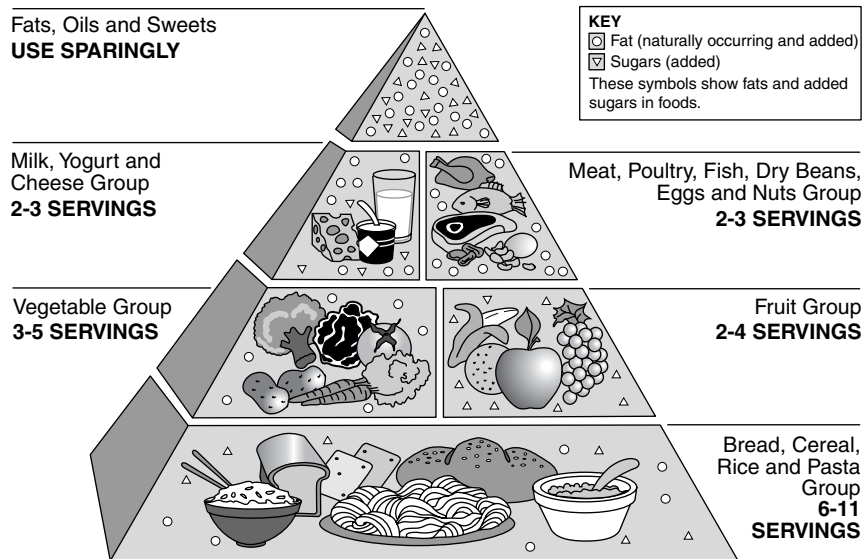 Fats, Oils and Sweets
USE SPARINGLY
KEY
Fat (naturally occurring and added)
Sugars (added)
These symbols show fats and added
sugars in foods.
Milk, Yogurt and
Cheese Group
2-3 SERVINGS
Meat, Poultry, Fish, Dry Beans,
Eggs and Nuts Group
2-3 SERVINGS
Vegetable Group
3-5 SERVINGS
Fruit Group
2-4 SERVINGS
Bread, Cereal,
Rice and Pasta
Group
6-11
SERVINGS